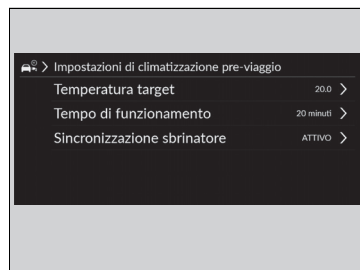 Impostazioni di climatizzazione pre-viaggio
Temperatura target 20.0
Tempo di funzionamento 20 minuti
Sincronizzazione sbrinatore ATTIVO